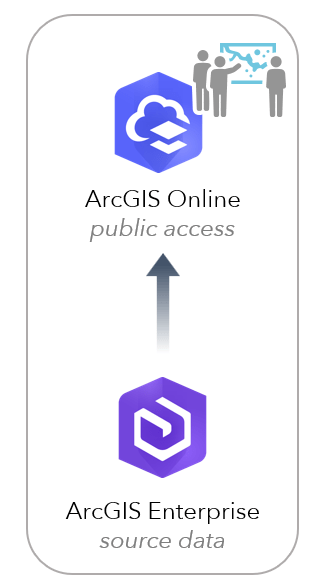 ArcGIS Online
public access
ArcGIS Enterprise
source data